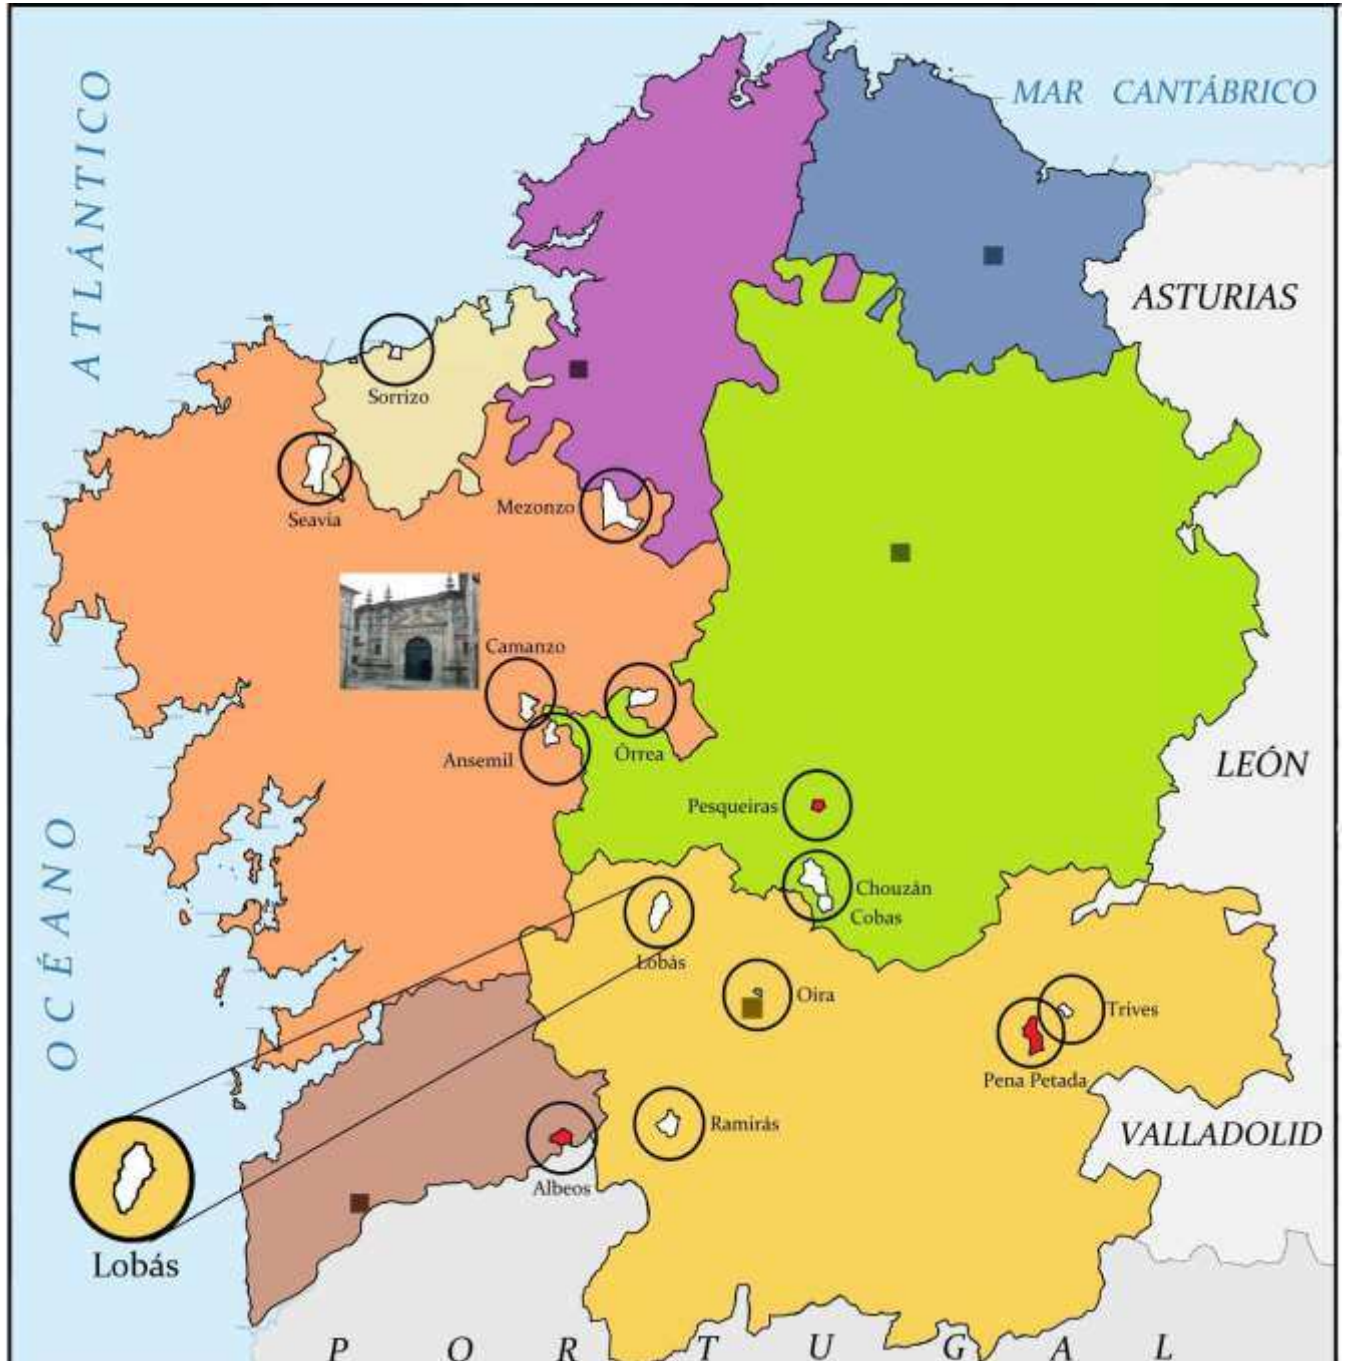 MAR CANTÁBRICO
ATLÁNTICO
ASTURIAS
Sorrizo
Seavia
Mezonzo
Camanzo
Órrea
Ansemil
LEÓN
Pesqueiras
Chouzán
Cobas
OCÉANO
Lobás
Oira
Trives
Pena Petada
Ramirás
VALLADOLID
Albeos
Lobás
PORTUGAL